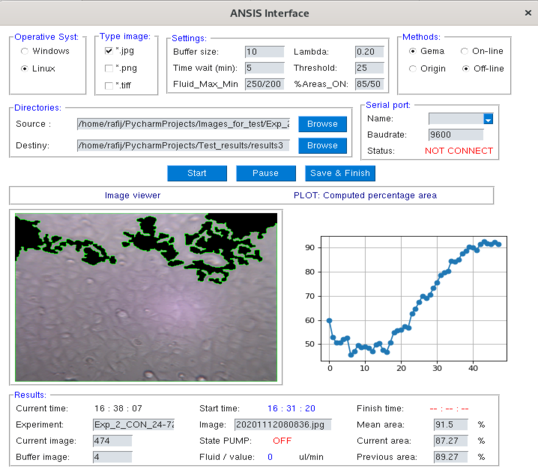 ANSIS Interface
Operative Syst:
Windows
Linux
Type image:
*.jpg
*.png
*.tiff
Settings:
Buffer size: 10 Lambda: 0.20
Time wait (min): 5 Threshold: 25
Fluid_Max_Min 250/200 %Areas_ON: 85/50
Methods:
Gema On-line
Origin Off-line
Directories:
Source : /home/rafij/PycharmProjects/Images_for_test/Exp_2 Browse
Destiny: /home/rafij/PycharmProjects/Test_results/results3 Browse
Serial port:
Name:
Baudrate: 9600
Status: NOT CONNECT
Start Pause Save & Finish
Image viewer PLOT: Computed percentage area
90
80
70
60
50
0 10 20 30 40
Results:
Current time: 16 : 38 : 07 Start time: 16 : 31 : 20 Finish time: -- : -- : --
Experiment: Exp_2_CON_24-72 Image: 20201112080836.jpg Mean area: 91.5 %
Current image: 474 State PUMP: OFF Current area: 87.27 %
Buffer image: 4 Fluid / value: 0 ul/min Previous area: 89.27 %